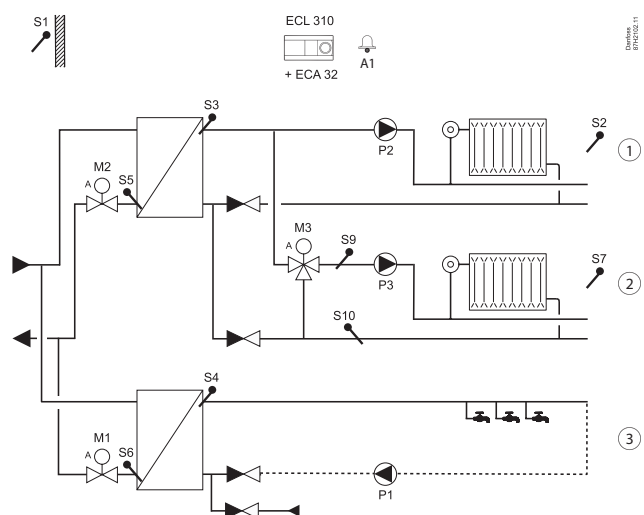 S1
ECL 310
+ ECA 32
A1
Danfoss
87H2102.11
S3
P2
S2
1
M2
A
S5
M3
A
S9
P3
S7
2
S10
S4
3
M1
A
S6
P1